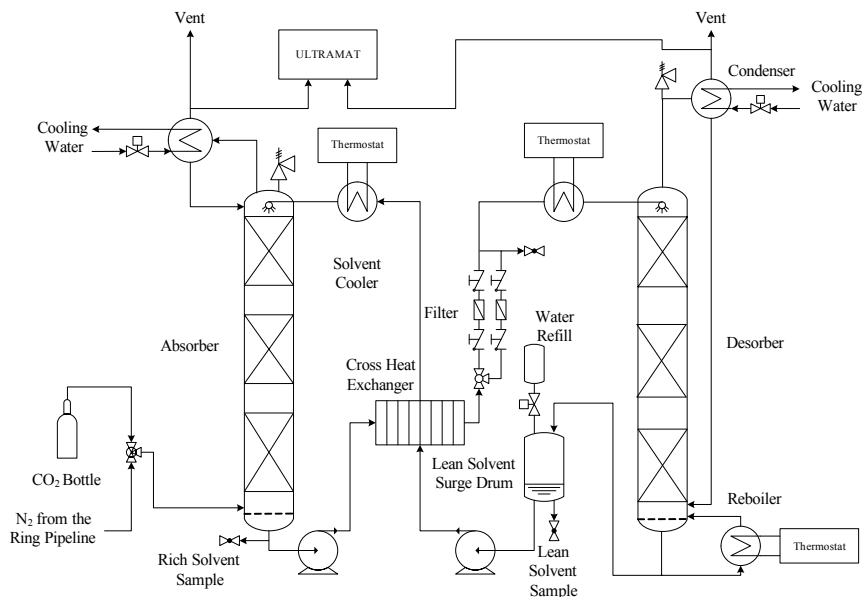 Vent
Vent
ULTRAMAT
Condenser
Cooling
Water
Cooling
Water
Thermostat
Thermostat
Solvent
Cooler
Filter
Water
Refill
Absorber
Desorber
Cross Heat
Exchanger
CO₂ Bottle
Lean Solvent
Surge Drum
Reboiler
N₂ from the
Ring Pipeline
Rich Solvent
Sample
Lean
Solvent
Sample
Thermostat